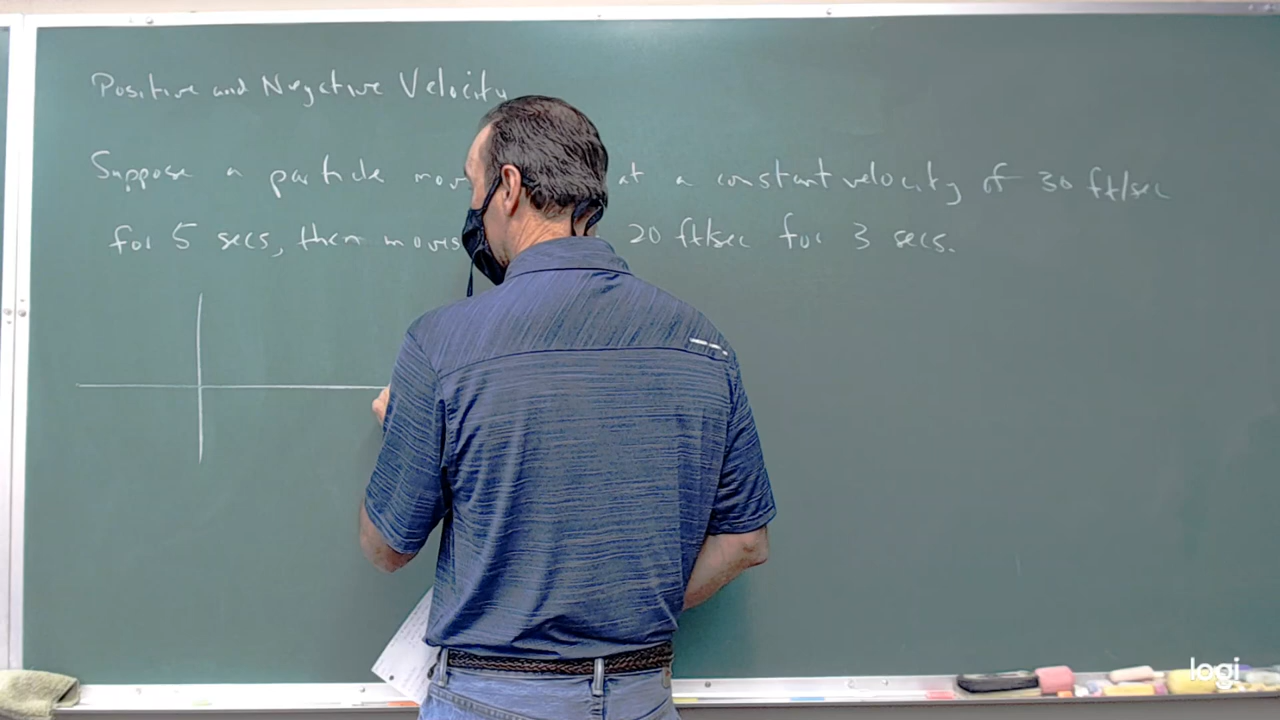 Positive and Negative Velocity
Suppose a particle at a constant velocity of 30 ft/sec
for 5 secs, then moves 20 ft/sec for 3 secs.
logi